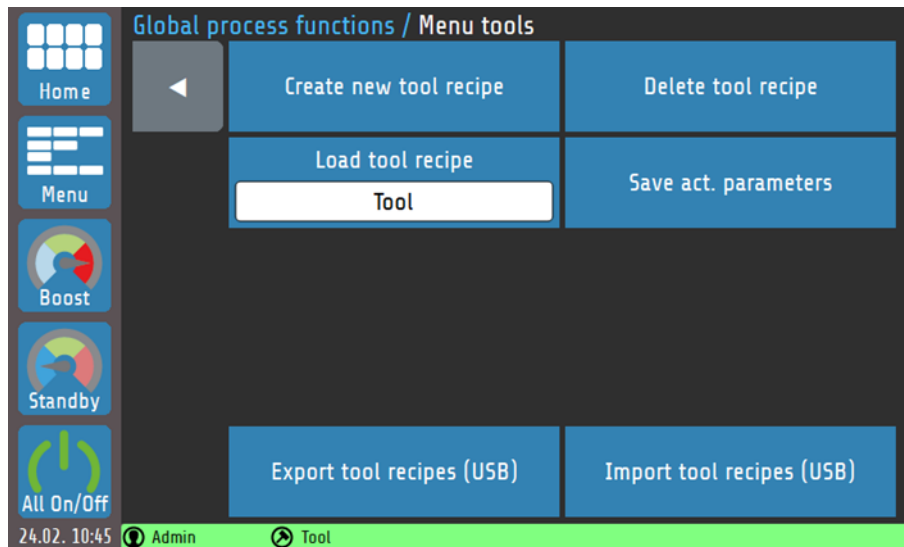 Global process functions / Menu tools
Home
◄
Create new tool recipe
Delete tool recipe
Menu
Load tool recipe
Tool
Save act. parameters
Boost
Standby
All On/Off
Export tool recipes (USB)
Import tool recipes (USB)
24.02. 10:45
Admin
Tool